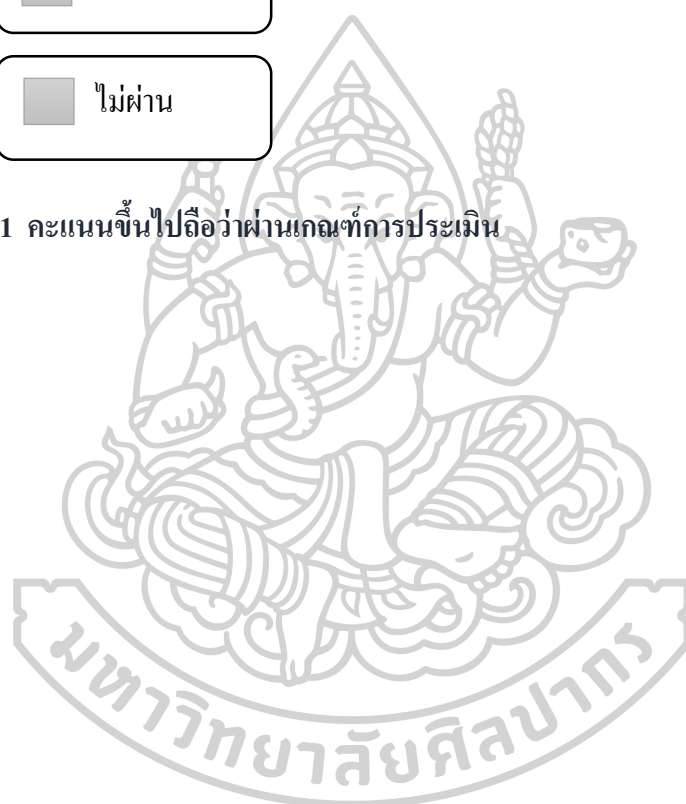 ไม่ผ่าน
1 คะแนนขึ้นไปถือว่าผ่านเกณฑ์การประเมิน
มหาวิทยาลัยศิลปากร